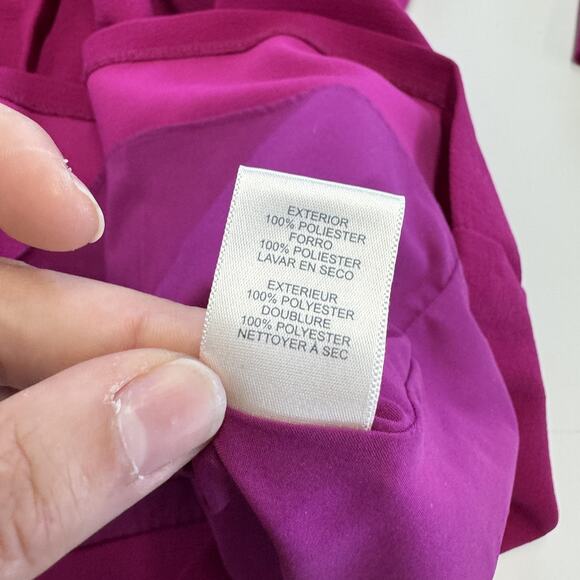 EXTERIOR
100% POLIESTER
FORRO
100% POLIESTER
LAVAR EN SECO
EXTERIEUR
100% POLYESTER
DOUBLURE
100% POLYESTER
NETTOYER À SEC